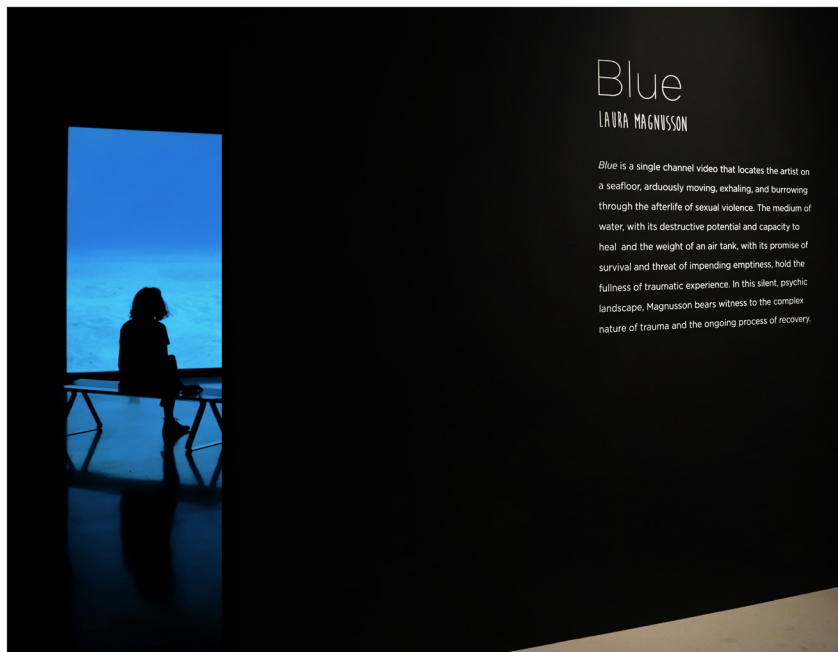 Blue
LAURA MAGNUSSON
Blue is a single channel video that locates the artist on
a seafloor, arduously moving, exhaling, and burrowing
through the afterlife of sexual violence. The medium of
water, with its destructive potential and capacity to
heal and the weight of an air tank, with its promise of
survival and threat of impending emptiness, hold the
fullness of traumatic experience. In this silent, psychic
landscape, Magnusson bears witness to the complex
nature of trauma and the ongoing process of recovery.